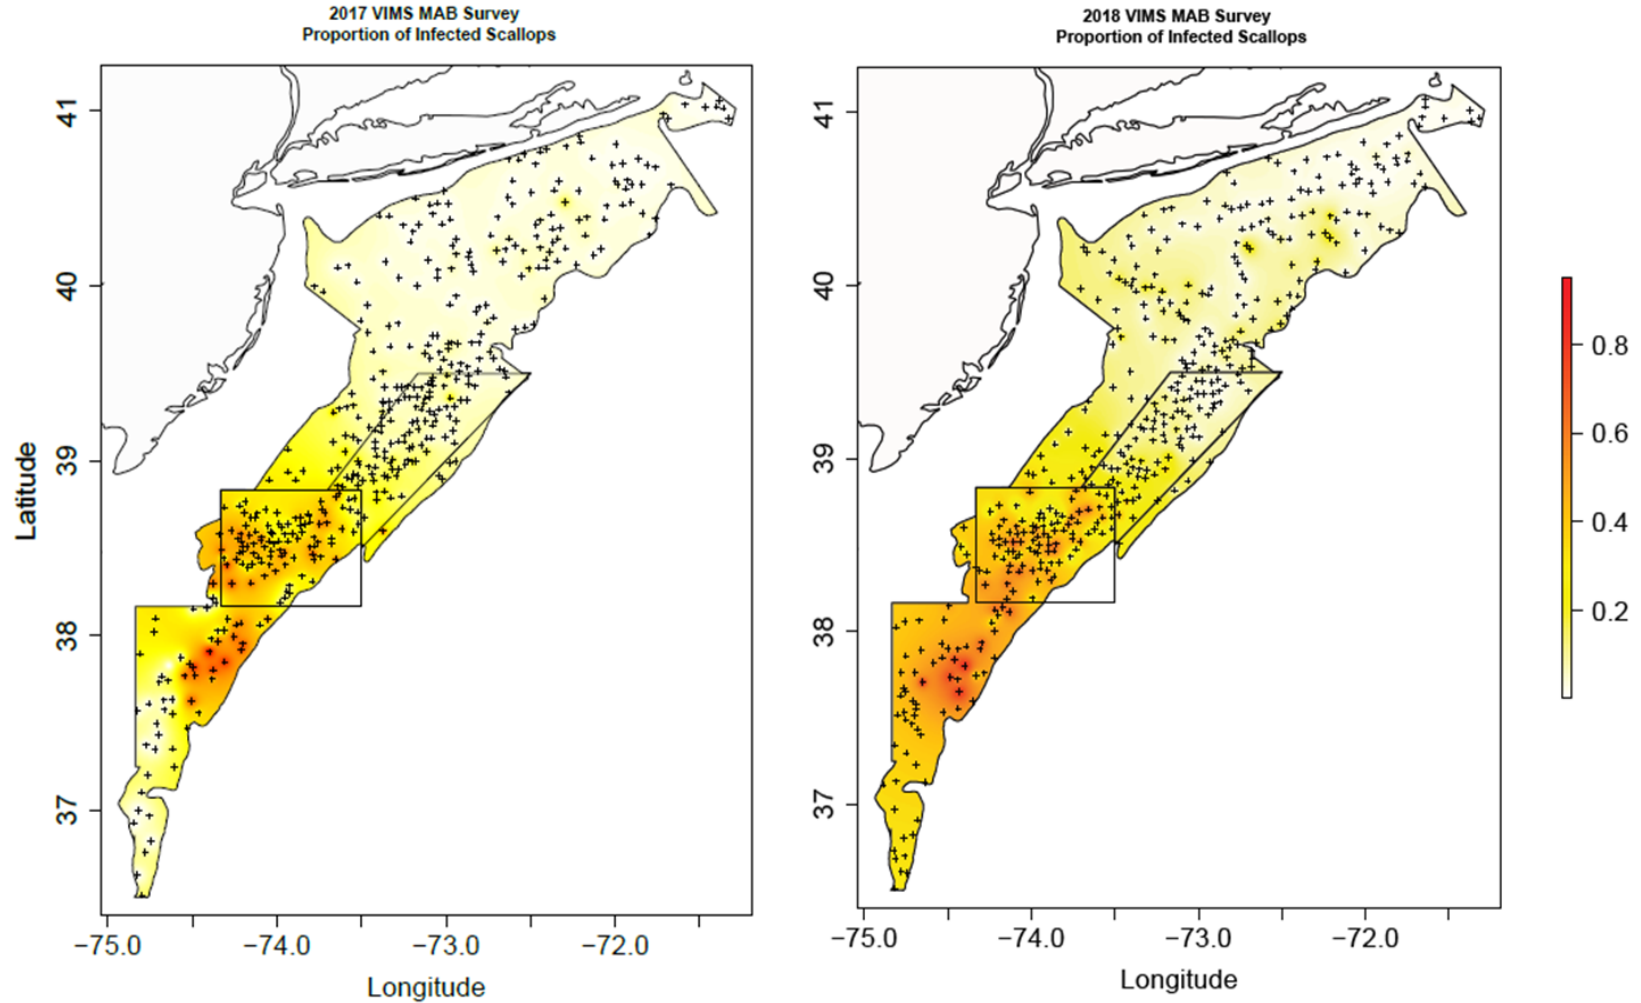 2017 VIMS MAB Survey
Proportion of Infected Scallops
2018 VIMS MAB Survey
Proportion of Infected Scallops
41
40
39
38
37
Latitude
−75.0 −74.0 −73.0 −72.0
Longitude
41
40
39
38
37
−75.0 −74.0 −73.0 −72.0
Longitude
0.8
0.6
0.4
0.2